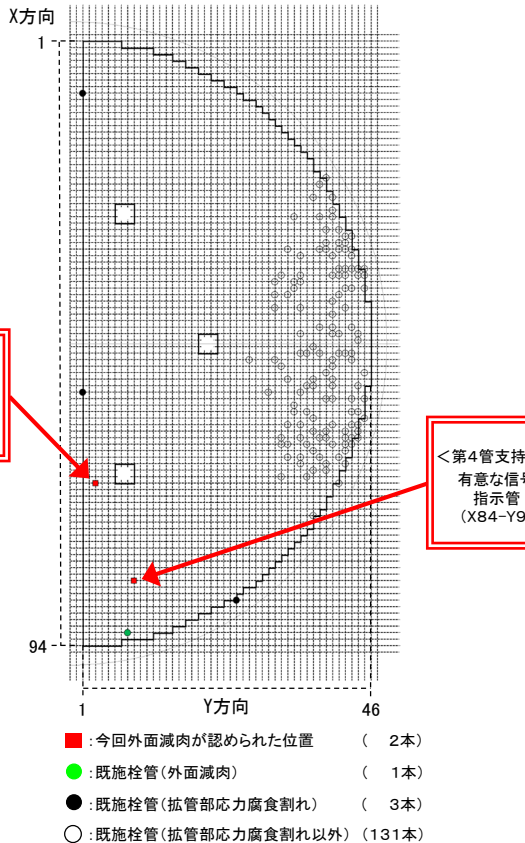 X方向
1
94
1
Y方向
46
＜第4管支持
有意な信号
指示管
(X84-Y9
:今回外面減肉が認められた位置 ( 2本)
:既施栓管(外面減肉) ( 1本)
:既施栓管(拡管部応力腐食割れ) ( 3本)
:既施栓管(拡管部応力腐食割れ以外) (131本)